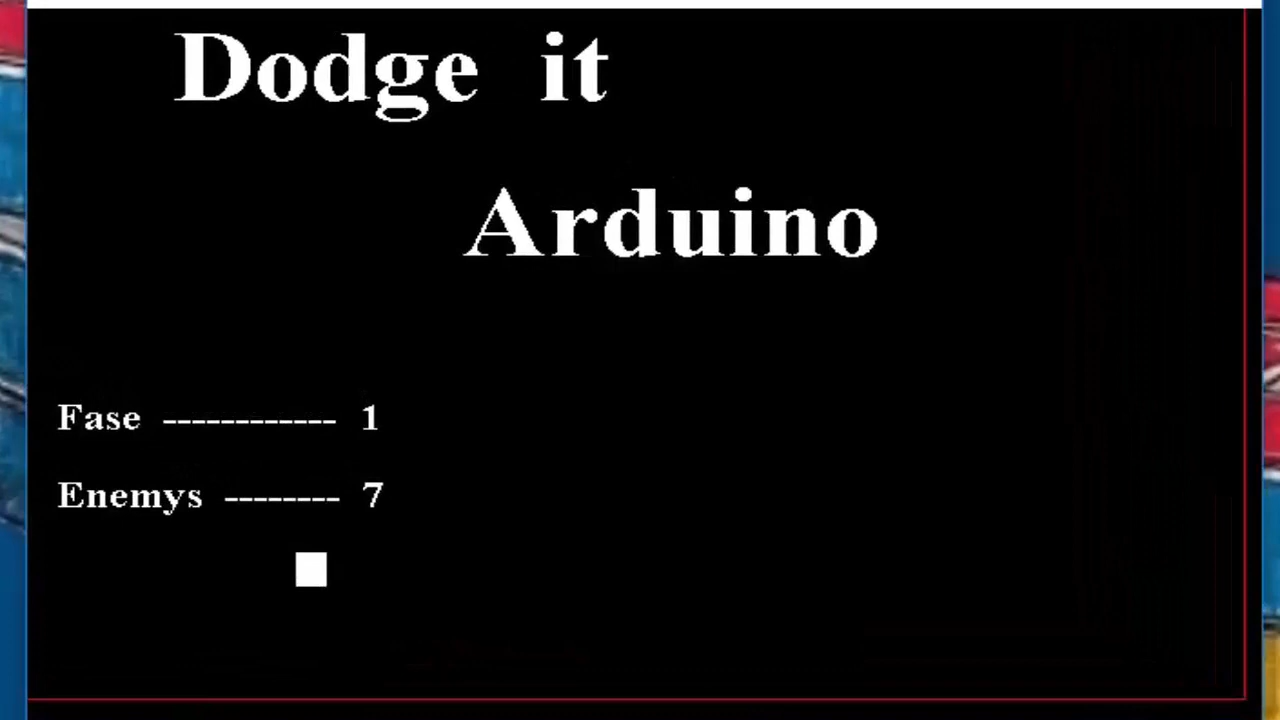 Dodge it
Arduino
Fase ------------ 1
Enemys -------- 7